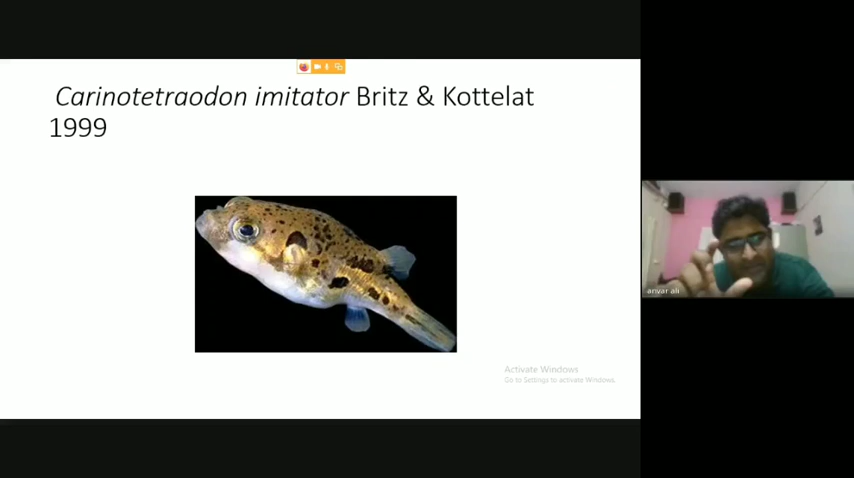 Carinotetraodon imitator Britz & Kottelat
1999
anvar ali
Activate Windows
Go to Settings to activate Windows.